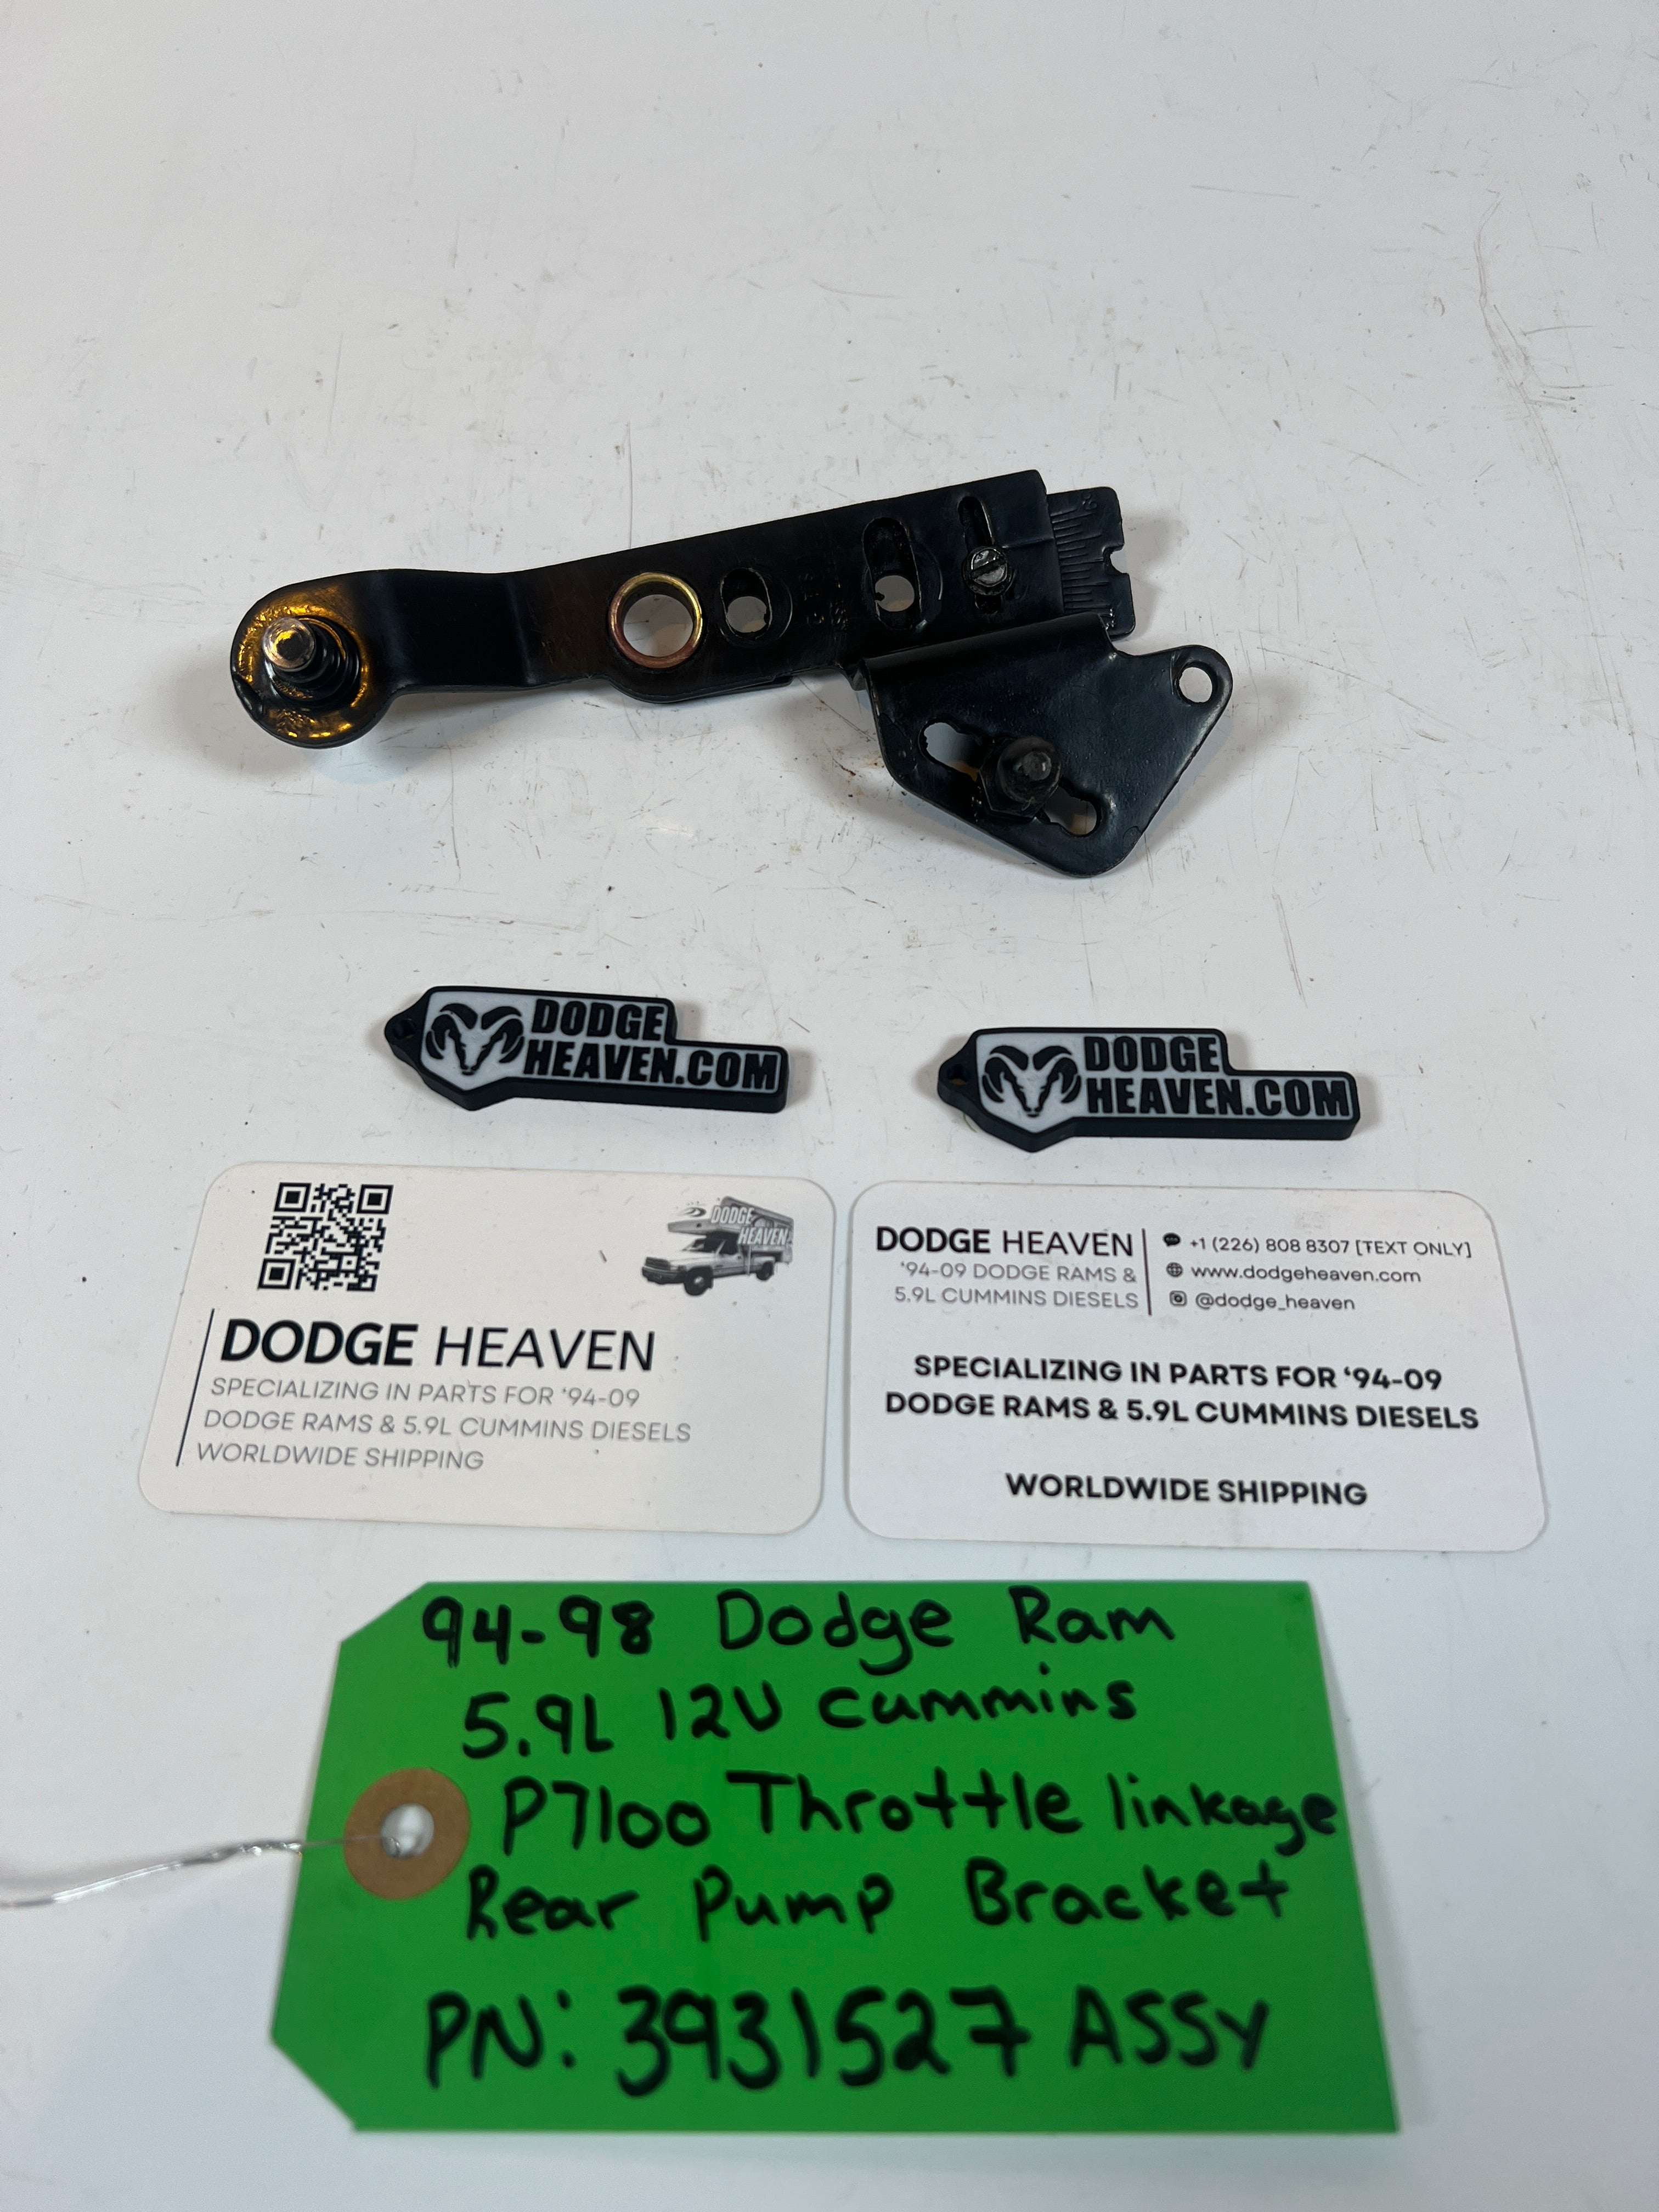 DODGE
HEAVEN.COM
DODGE
HEAVEN.COM
DODGE
HEAVEN
DODGE HEAVEN
SPECIALIZING IN PARTS FOR '94-09
DODGE RAMS & 5.9L CUMMINS DIESELS
WORLDWIDE SHIPPING
DODGE HEAVEN
'94-09 DODGE RAMS &
5.9L CUMMINS DIESELS
+1 (226) 808 8307 [TEXT ONLY]
www.dodgeheaven.com
@dodge_heaven
SPECIALIZING IN PARTS FOR '94-09
DODGE RAMS & 5.9L CUMMINS DIESELS
WORLDWIDE SHIPPING
94-98 Dodge Ram
5.9L 12V Cummins
P7100 Throttle linkage
Rear Pump Bracket
PN: 3931527 ASSY